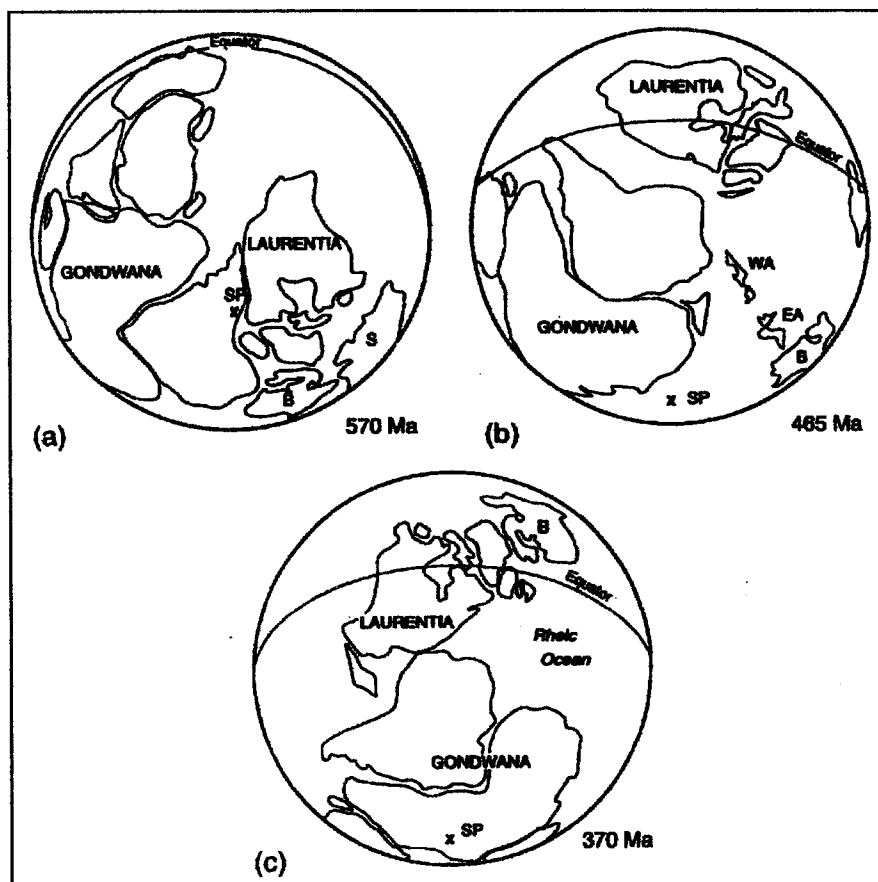 Equator
LAURENTIA
GONDWANA
SP
x
S
B
(a)
570 Ma
LAURENTIA
Equator
WA
EA
GONDWANA
B
x SP
(b)
465 Ma
B
Equator
LAURENTIA
Rheic
Ocean
GONDWANA
x SP
(c)
370 Ma